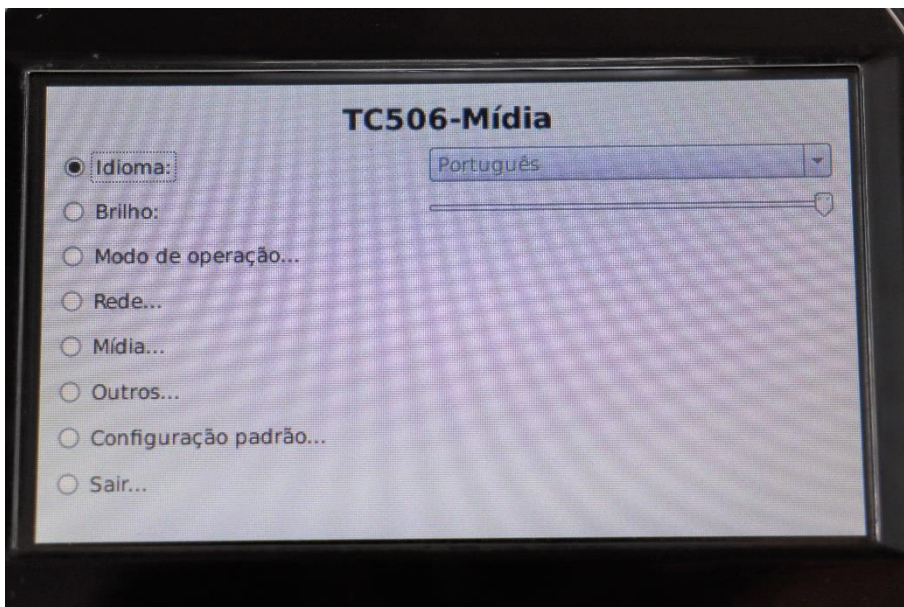 TC506-Mídia
Idioma: Português
Brilho:
Modo de operação...
Rede...
Mídia...
Outros...
Configuração padrão...
Sair...